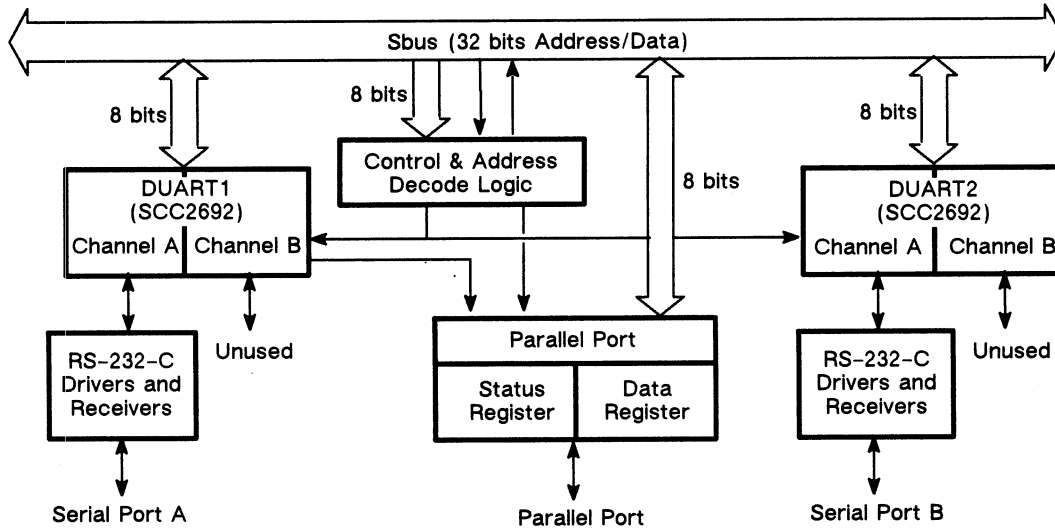 Sbus (32 bits Address/Data)
8 bits
8 bits
8 bits
8 bits
Control & Address
Decode Logic
DUART1
(SCC2692)
Channel A
Channel B
DUART2
(SCC2692)
Channel A
Channel B
RS-232-C
Drivers and
Receivers
Unused
Parallel Port
Status
Register
Data
Register
RS-232-C
Drivers and
Receivers
Unused
Serial Port A
Parallel Port
Serial Port B